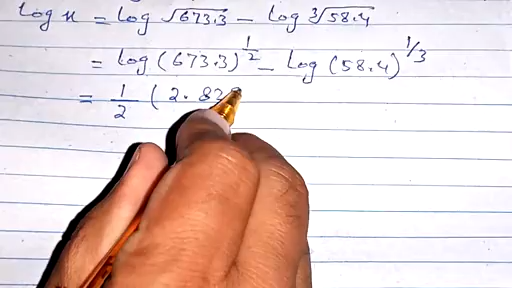 log x = log √673.3 - log ∛58.4
= log (673.3)^1/2 - log (58.4)^1/3
= 1/2 ( 2.82